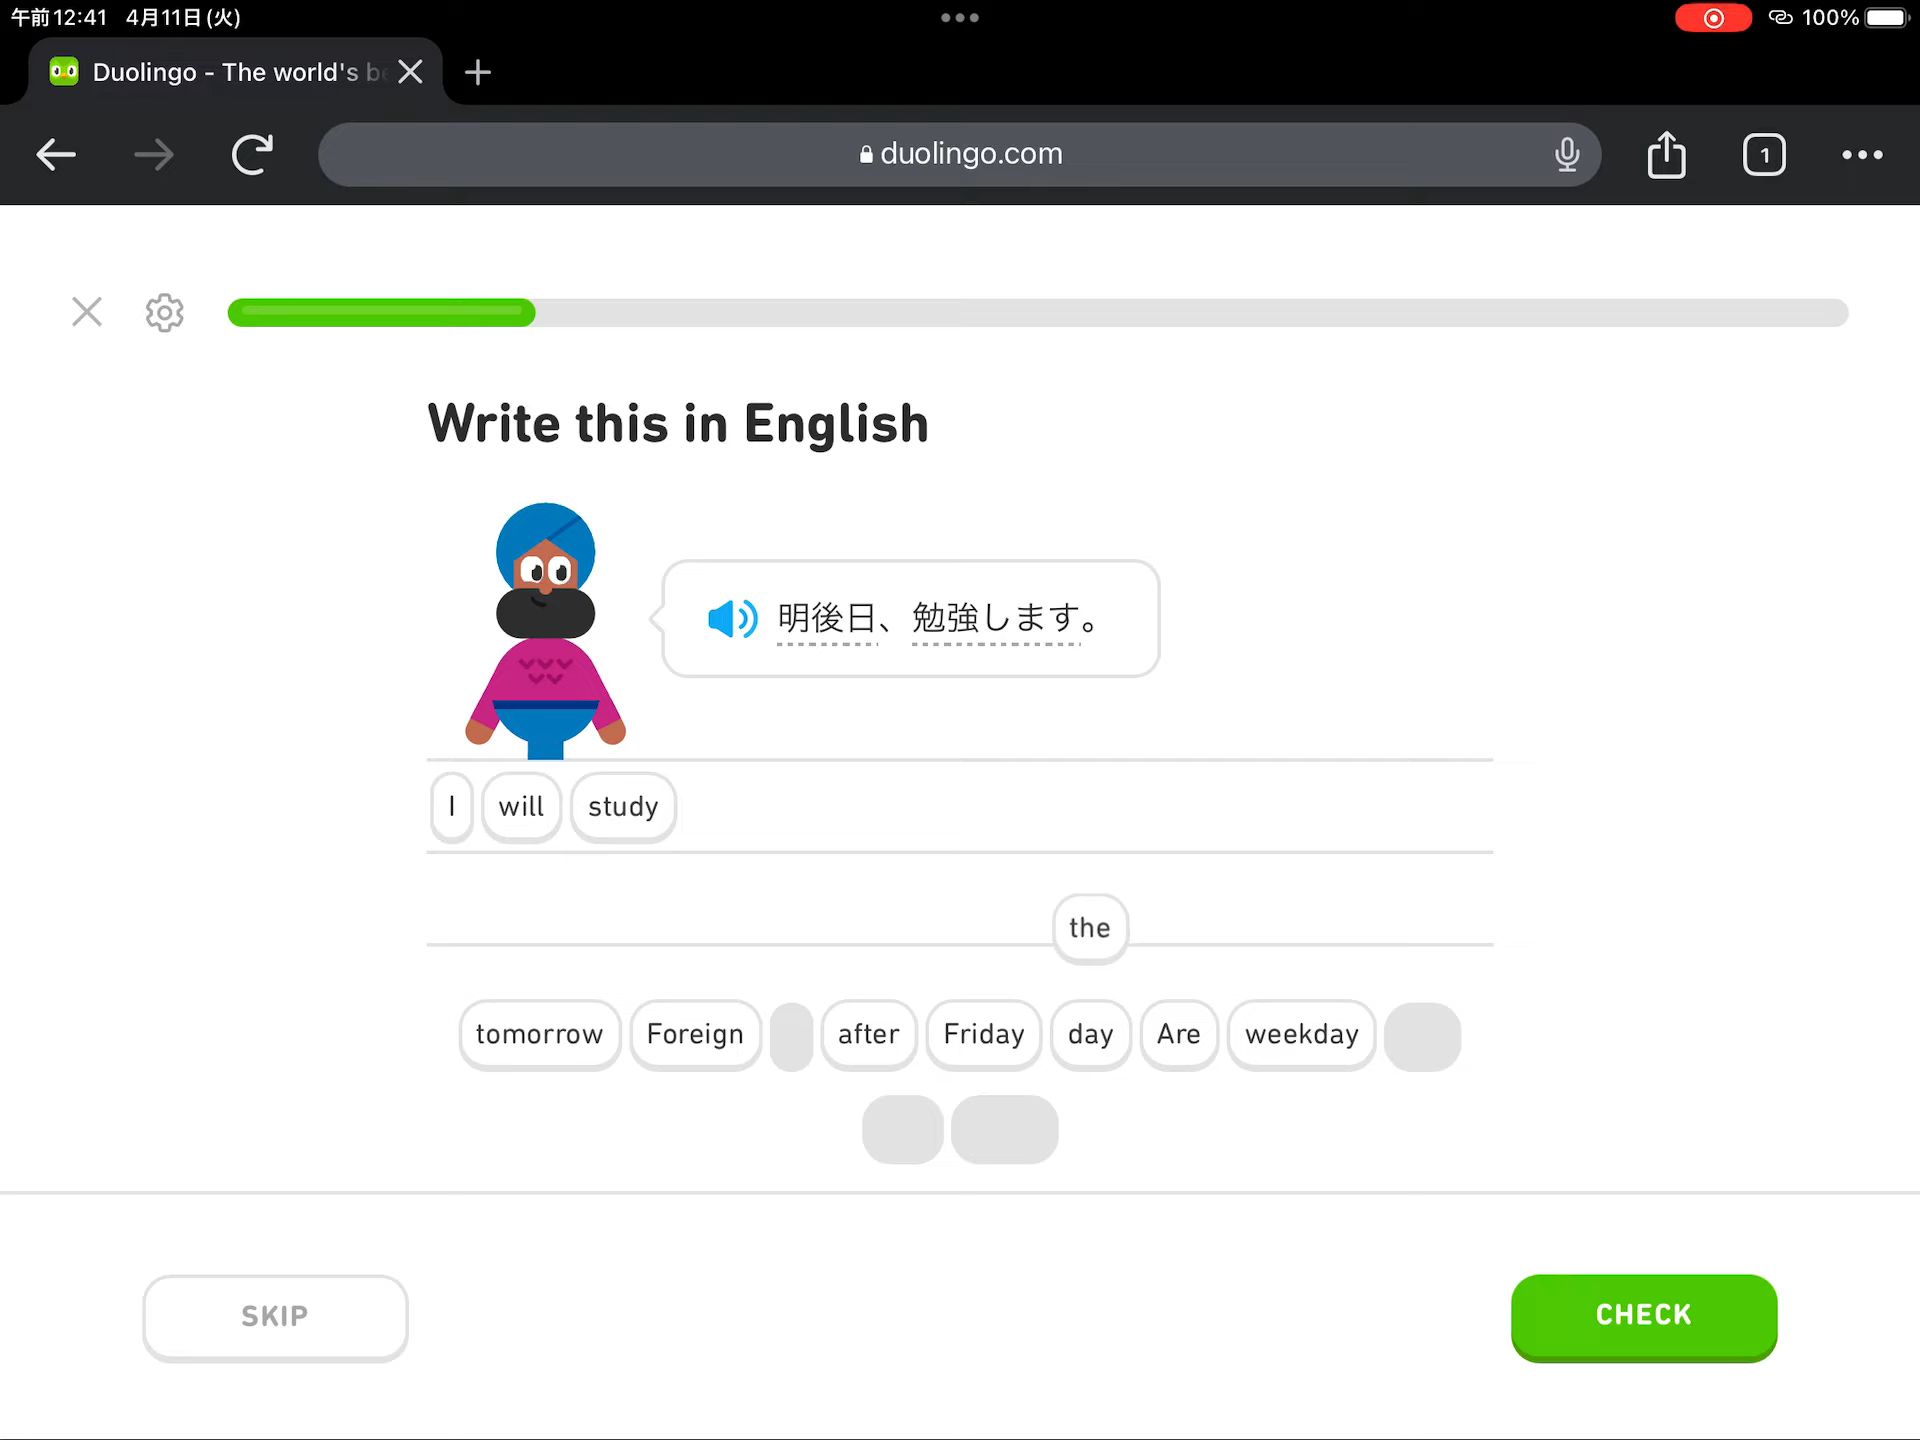 午前12:41 4月11日(火)
100%
Duolingo - The world's be
duolingo.com
1
Write this in English
明後日、勉強します。
I will study
the
tomorrow Foreign after Friday day Are weekday
SKIP
CHECK